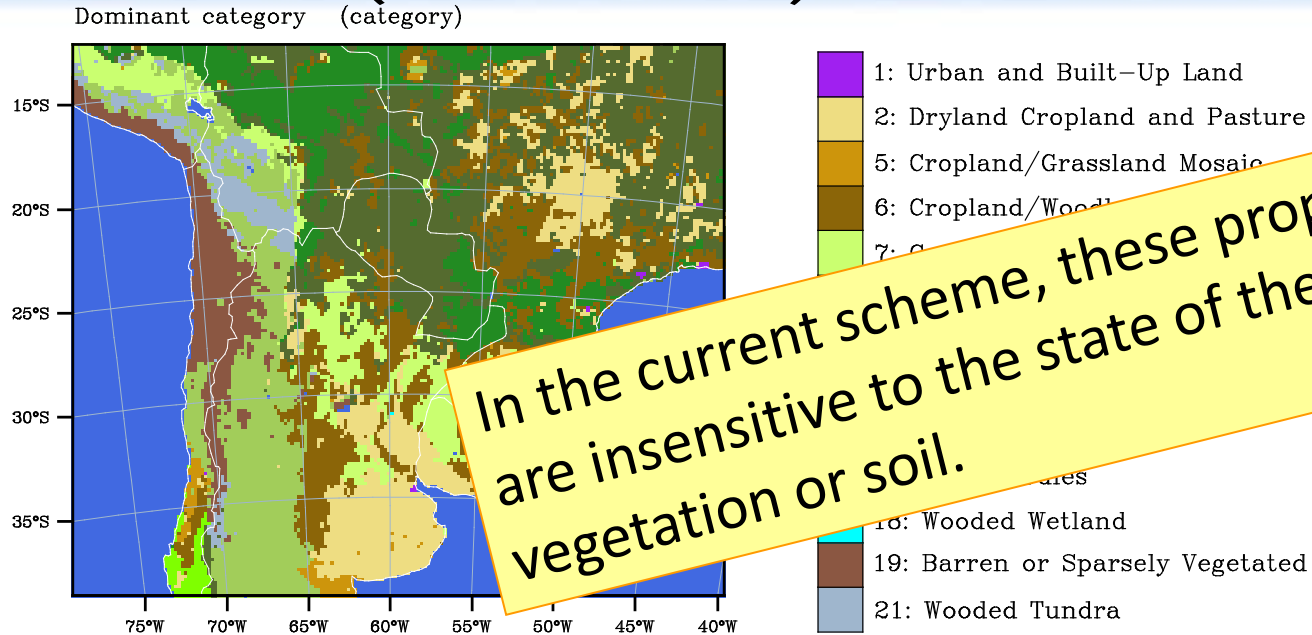 Dominant category (category)
15°S
20°S
25°S
30°S
35°S
75°W 70°W 65°W 60°W 55°W 50°W 45°W 40°W
1: Urban and Built-Up Land
2: Dryland Cropland and Pasture
5: Cropland/Grassland Mosaic
6: Cropland/
7:
18: Wooded Wetland
19: Barren or Sparsely Vegetated
21: Wooded Tundra
In the current scheme, these
are insensitive to the state of the
vegetation or soil.